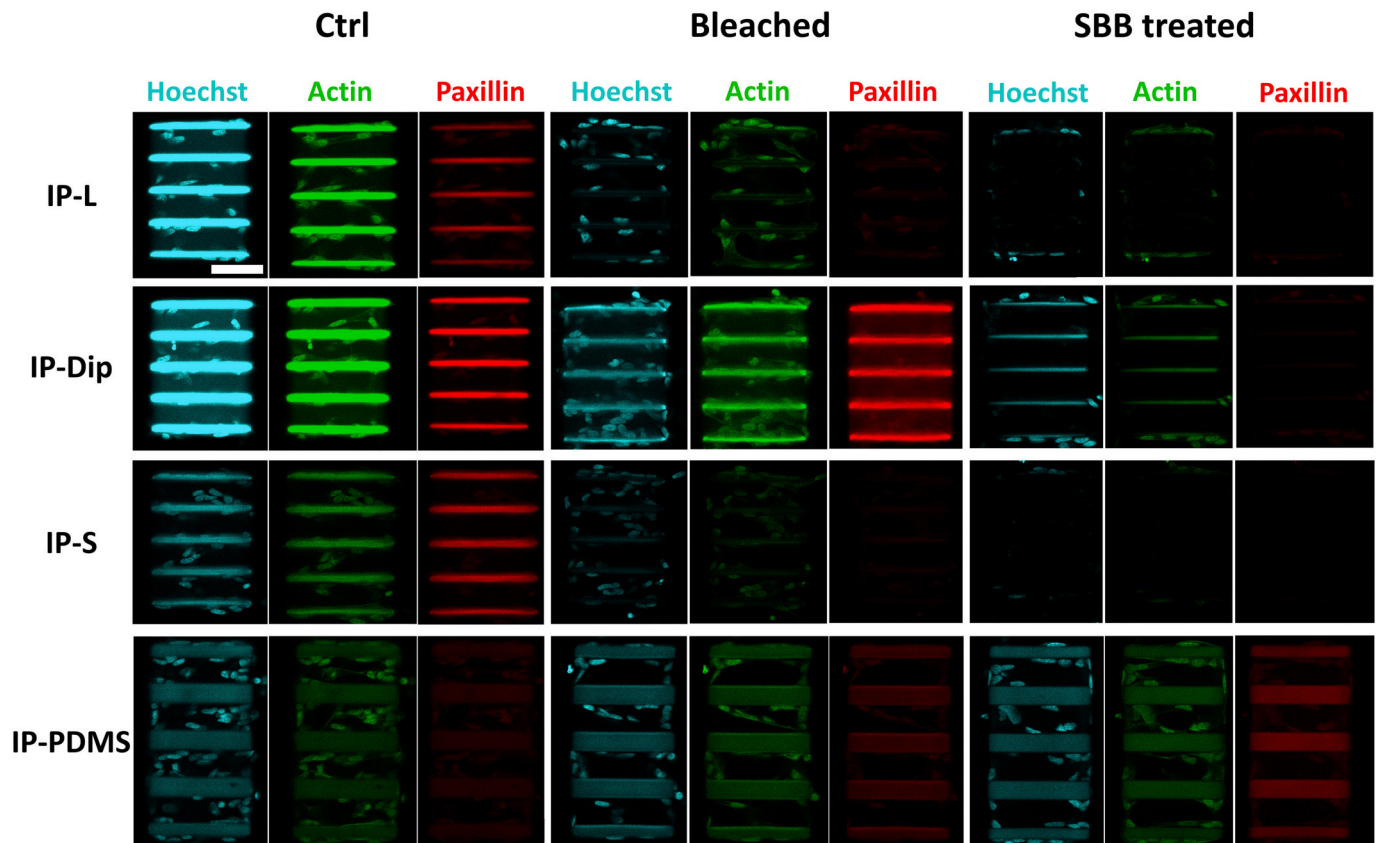 Ctrl Bleached SBB treated
Hoechst Actin Paxillin Hoechst Actin Paxillin Hoechst Actin Paxillin
IP-L
IP-Dip
IP-S
IP-PDMS